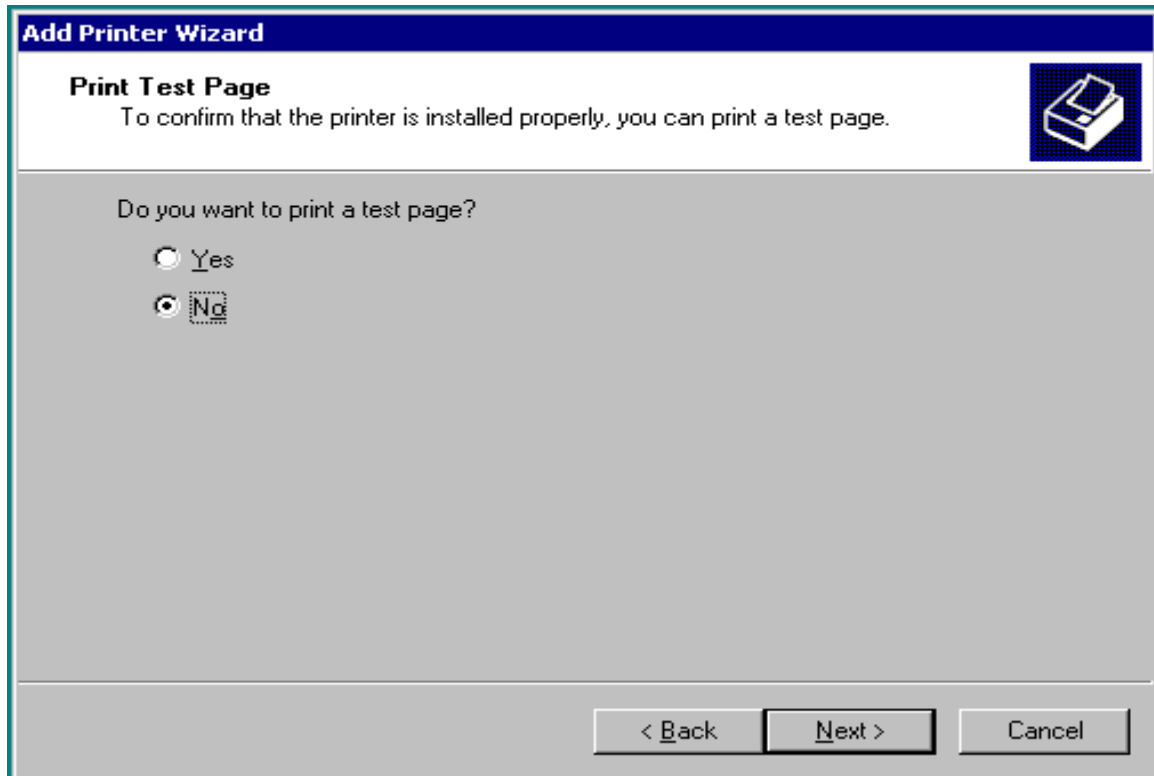 Add Printer Wizard
Print Test Page
To confirm that the printer is installed properly, you can print a test page.
Do you want to print a test page?
Yes
No
< Back Next > Cancel